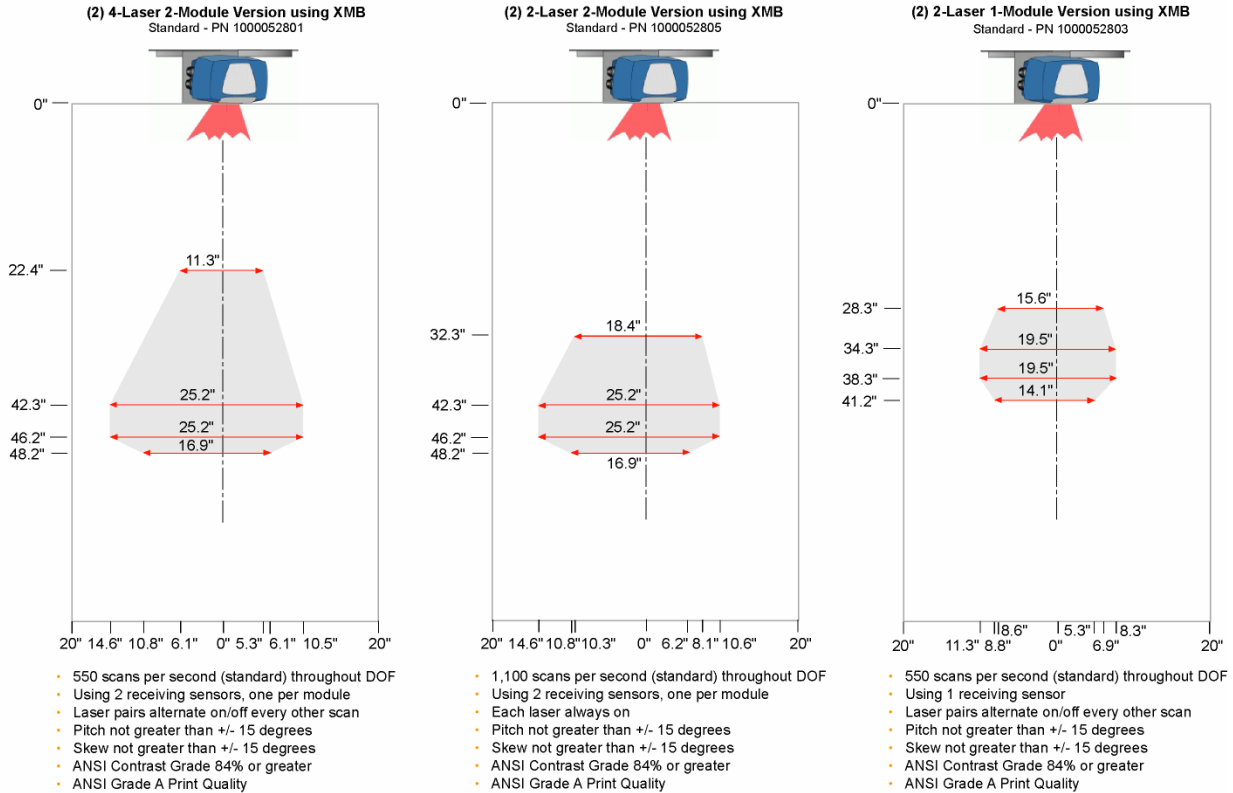 (2) 4-Laser 2-Module Version using XMB
Standard - PN 1000052801
0"
22.4"
11.3"
42.3"
25.2"
46.2"
25.2"
48.2"
16.9"
20" 14.6" 10.8" 6.1" 0" 5.3" 6.1" 10.5" 20"
• 550 scans per second (standard) throughout DOF
• Using 2 receiving sensors, one per module
• Laser pairs alternate on/off every other scan
• Pitch not greater than +/- 15 degrees
• Skew not greater than +/- 15 degrees
• ANSI Contrast Grade 84% or greater
• ANSI Grade A Print Quality
(2) 2-Laser 2-Module Version using XMB
Standard - PN 1000052805
0"
32.3"
18.4"
42.3"
25.2"
46.2"
25.2"
48.2"
16.9"
20" 14.6" 10.8" 10.3" 0" 6.2" 8.1" 10.6" 20"
• 1,100 scans per second (standard) throughout DOF
• Using 2 receiving sensors, one per module
• Each laser always on
• Pitch not greater than +/- 15 degrees
• Skew not greater than +/- 15 degrees
• ANSI Contrast Grade 84% or greater
• ANSI Grade A Print Quality
(2) 2-Laser 1-Module Version using XMB
Standard - PN 1000052803
0"
28.3"
15.6"
34.3"
19.5"
38.3"
19.5"
41.2"
14.1"
8.6" 5.3" 8.3"
20" 11.3" 8.8" 0" 6.9" 20"
• 550 scans per second (standard) throughout DOF
• Using 1 receiving sensor
• Laser pairs alternate on/off every other scan
• Pitch not greater than +/- 15 degrees
• Skew not greater than +/- 15 degrees
• ANSI Contrast Grade 84% or greater
• ANSI Grade A Print Quality